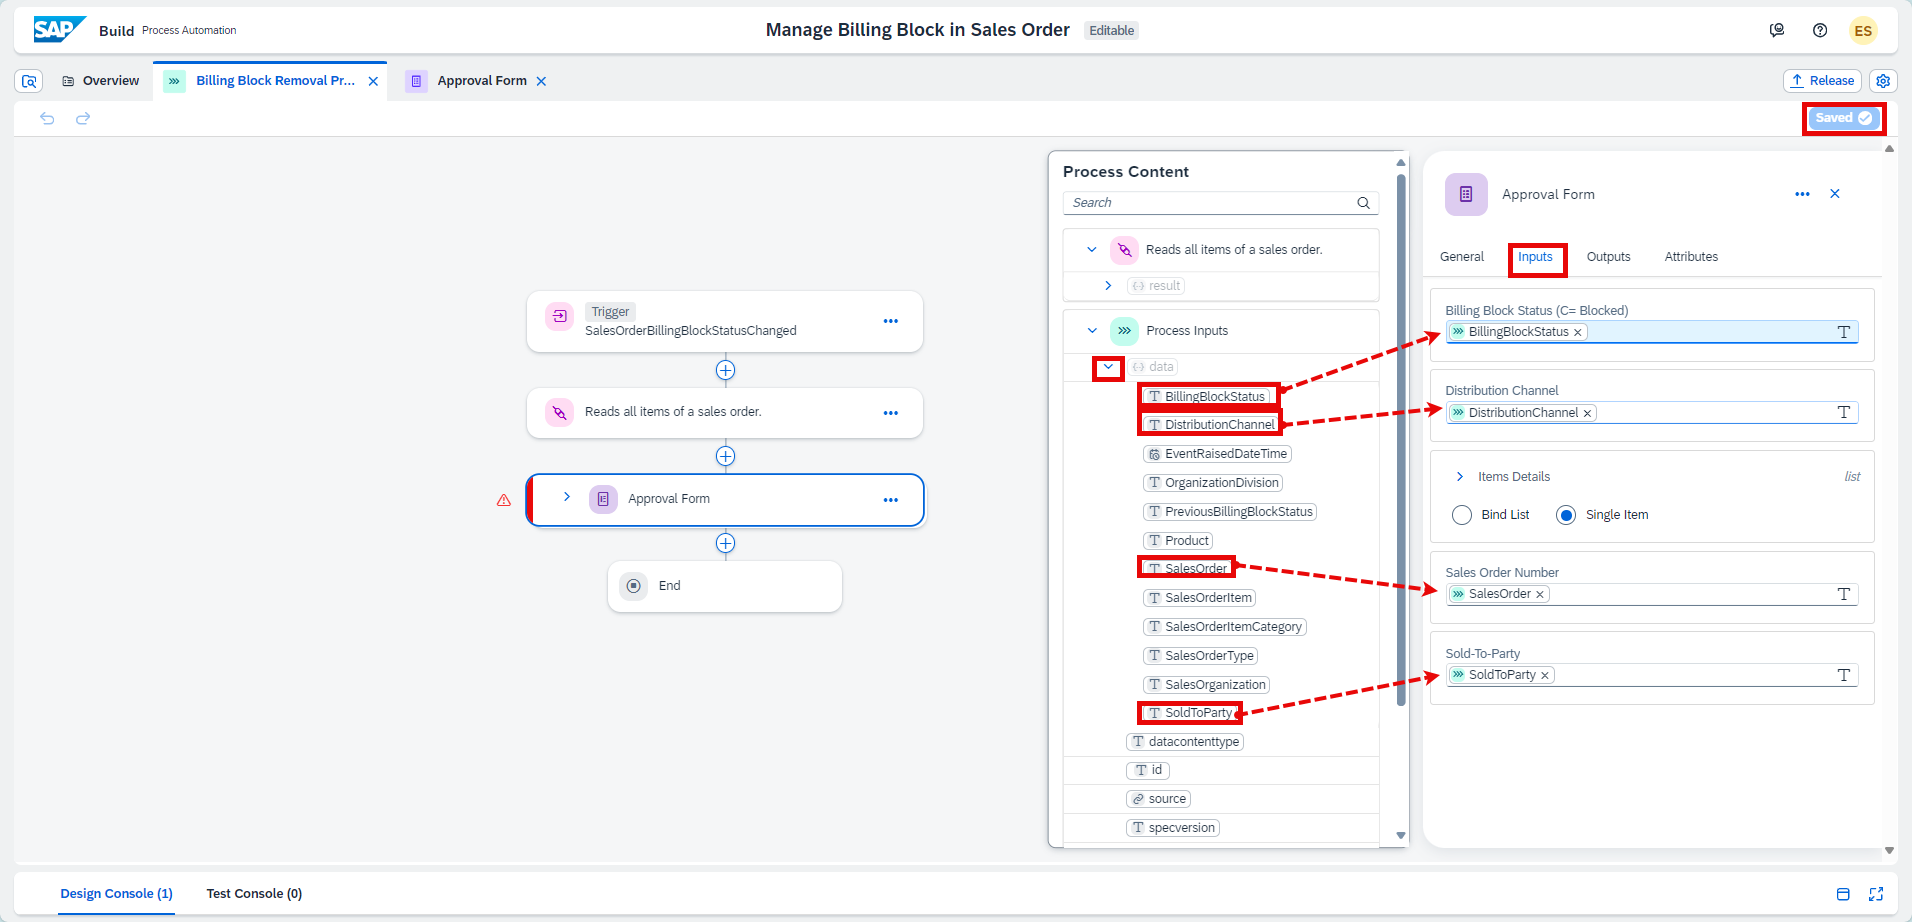 SAP Build Process Automation
Manage Billing Block in Sales Order Editable
ES
Overview
Billing Block Removal Pr...
Approval Form
Release
Saved
Trigger
SalesOrderBillingBlockStatusChanged
Reads all items of a sales order.
Approval Form
End
Process Content
Search
Reads all items of a sales order.
result
Process Inputs
data
BillingBlockStatus
DistributionChannel
EventRaisedDateTime
OrganizationDivision
PreviousBillingBlockStatus
Product
SalesOrder
SalesOrderItem
SalesOrderItemCategory
SalesOrderType
SalesOrganization
SoldToParty
datacontenttype
id
source
specversion
Approval Form
General Inputs Outputs Attributes
Billing Block Status (C= Blocked)
BillingBlockStatus
Distribution Channel
DistributionChannel
Items Details list
Bind List Single Item
Sales Order Number
SalesOrder
Sold-To-Party
SoldToParty
Design Console (1) Test Console (0)